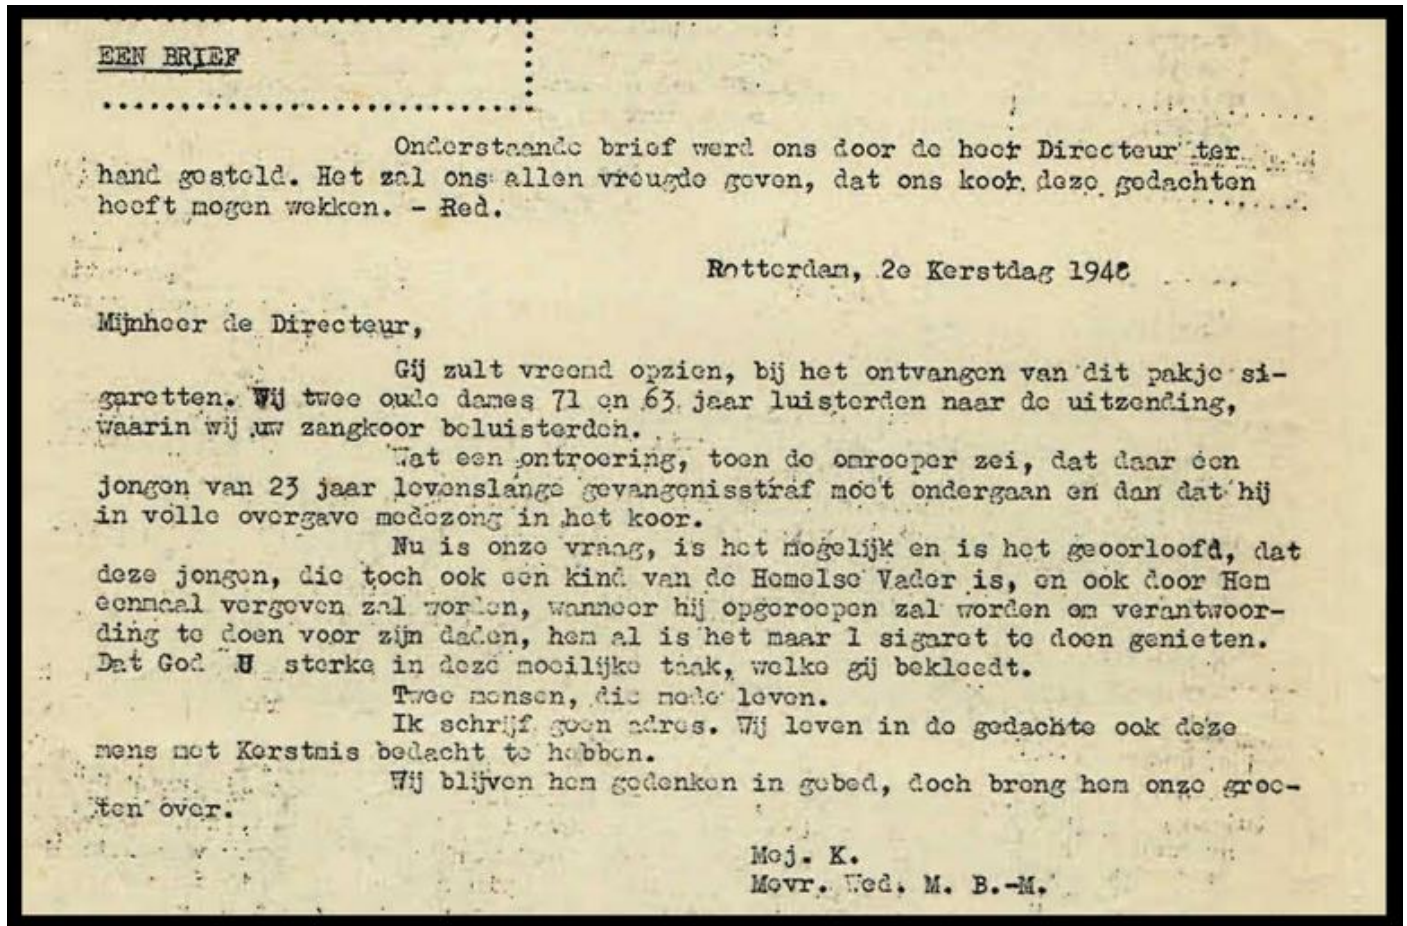 EEN BRIEF
Onderstaande brief werd ons door de heer Directeur ter
hand gesteld. Het zal ons allen vreugde geven, dat ons koor deze gedachten
heeft mogen wekken. - Red.
Rotterdam, 2e Kerstdag 1948
Mijnheer de Directeur,
Gij zult vreemd opzien, bij het ontvangen van dit pakje si-
garetten. Wij twee oude dames 71 en 63 jaar luisterden naar de uitzending,
waarin wij uw zangkoor beluisterden.
Wat een ontroering, toen de omroeper zei, dat daar een
jongen van 23 jaar levenslange gevangenisstraf moet ondergaan en dan dat hij
in volle overgave medezong in het koor.
Nu is onze vraag, is het mogelijk en is het geoorloofd, dat
deze jongen, die toch ook een kind van de Hemelse Vader is, en ook door Hem
eenmaal vergeven zal worden, wanneer hij opgeroepen zal worden om verantwoor-
ding te doen voor zijn daden, hem al is het maar 1 sigaret te doen genieten.
Dat God U sterke in deze moeilijke taak, welke gij bekleedt.
Twee mensen, die mede leven.
Ik schrijf geen adres. Wij leven in de gedachte ook deze
mens met Kerstmis bedacht te hebben.
Wij blijven hem gedenken in gebed, doch breng hem onze groe-
ten over.
Mej. K.
Mevr. Wed. M. B.-M.